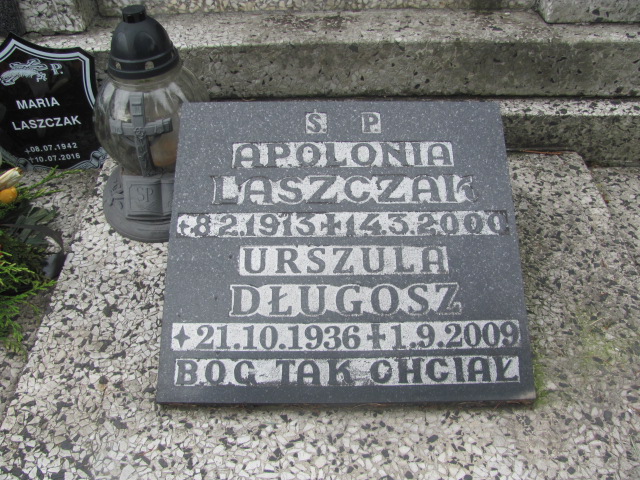 P.
MARIA
LASZCZAK
*08.07.1942
†10.07.2016
SP
Ś. P.
APOLONIA
LASZCZAK
+8.2.1913+14.3.2000
URSZULA
DŁUGOSZ
✦21.10.1936+1.9.2009
BÓG TAK CHCIAŁ